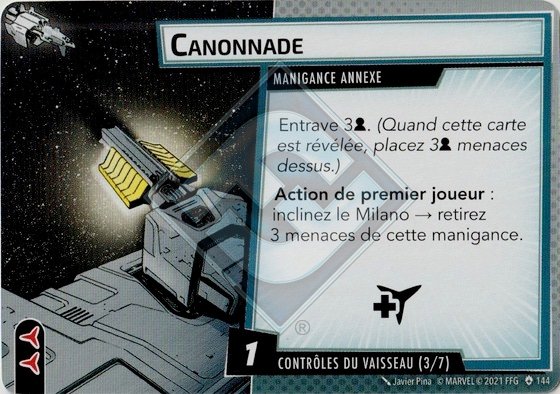 CANONNADE
MANIGANCE ANNEXE
Entrave 3. (Quand cette carte
est révélée, placez 3 menaces
dessus.)
Action de premier joueur :
inclinez le Milano → retirez
3 menaces de cette manigance.
®
1
CONTRÔLES DU VAISSEAU (3/7)
Javier Pina © MARVEL © 2021 FFG 144